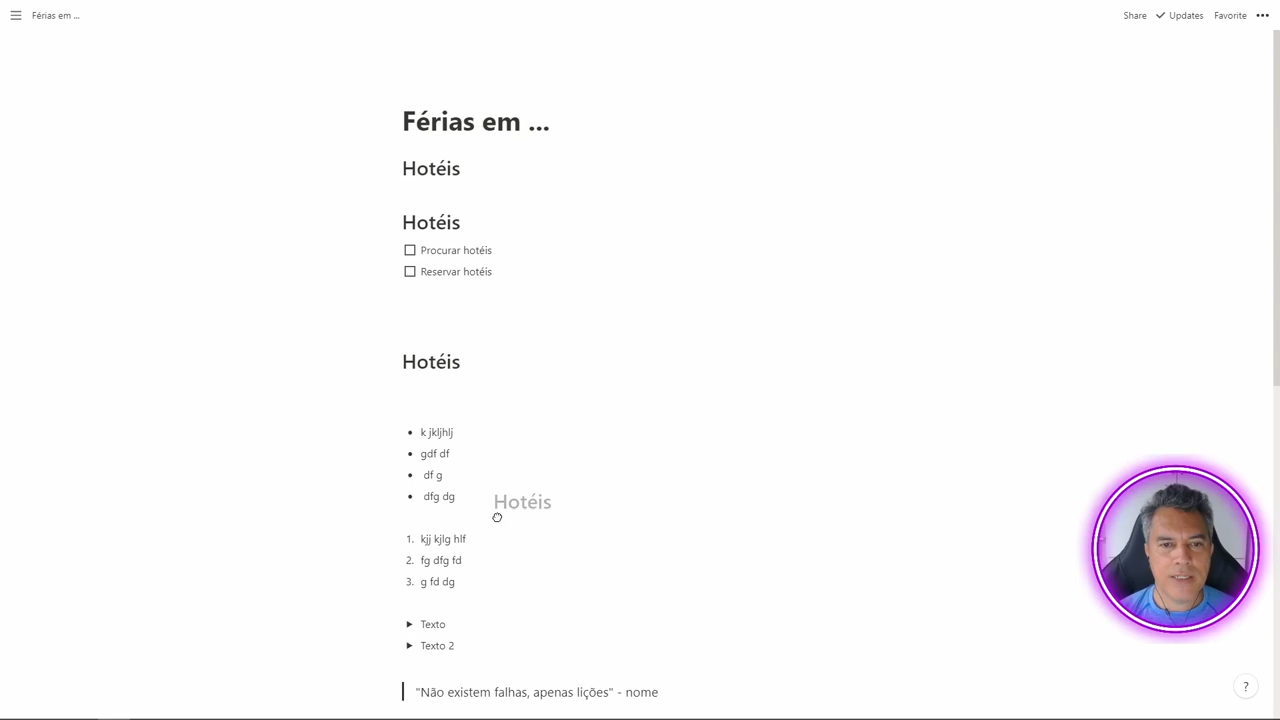 Férias em ...
Share
Updates
Favorite
Férias em ...
Hotéis
Hotéis
Procurar hotéis
Reservar hotéis
Hotéis
• k jkljhlj
• gdf df
• df g
• dfg dg
Hotéis
1. kjj kjlg hlf
2. fg dfg fd
3. g fd dg
Texto
Texto 2
"Não existem falhas, apenas lições" - nome
?